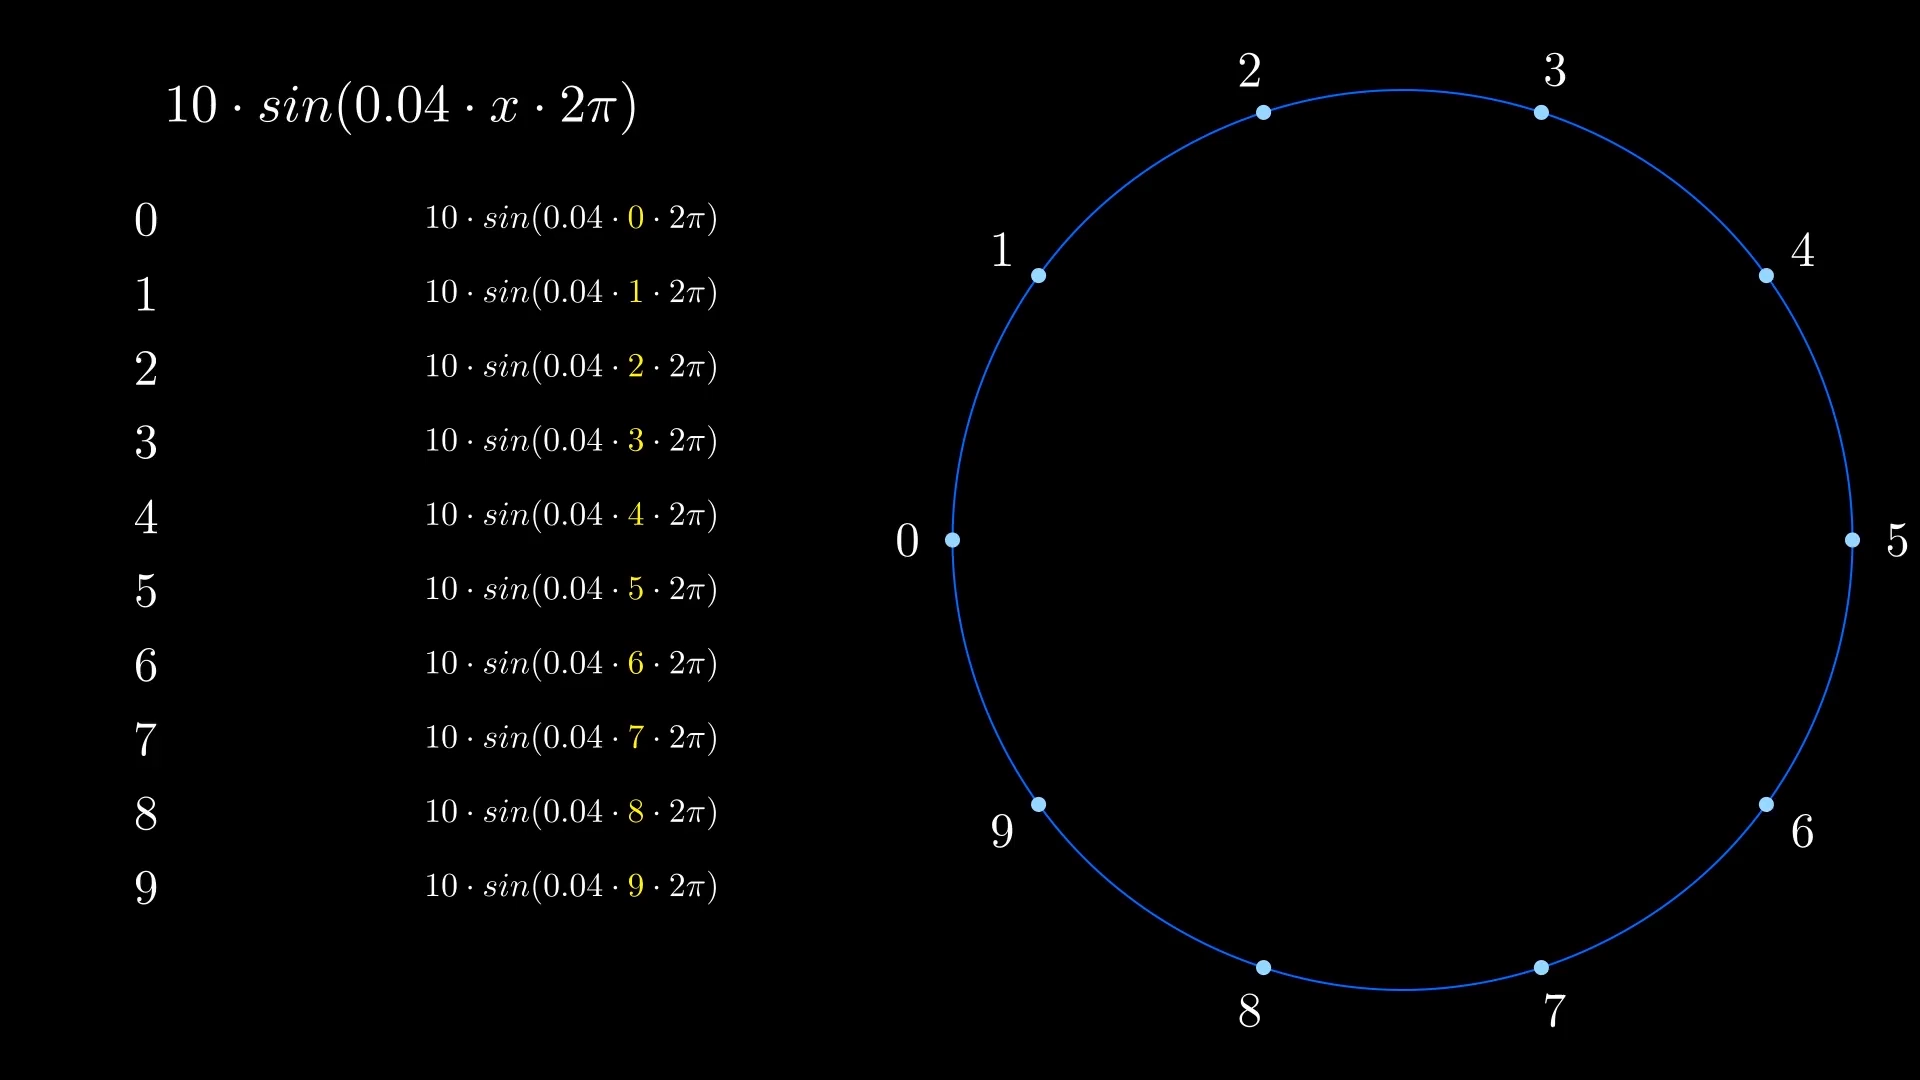 10 · sin(0.04 · x · 2π)
0 10 · sin(0.04 · 0 · 2π)
1 10 · sin(0.04 · 1 · 2π)
2 10 · sin(0.04 · 2 · 2π)
3 10 · sin(0.04 · 3 · 2π)
4 10 · sin(0.04 · 4 · 2π)
5 10 · sin(0.04 · 5 · 2π)
6 10 · sin(0.04 · 6 · 2π)
7 10 · sin(0.04 · 7 · 2π)
8 10 · sin(0.04 · 8 · 2π)
9 10 · sin(0.04 · 9 · 2π)
2 3
1 4
0 5
9 6
8 7